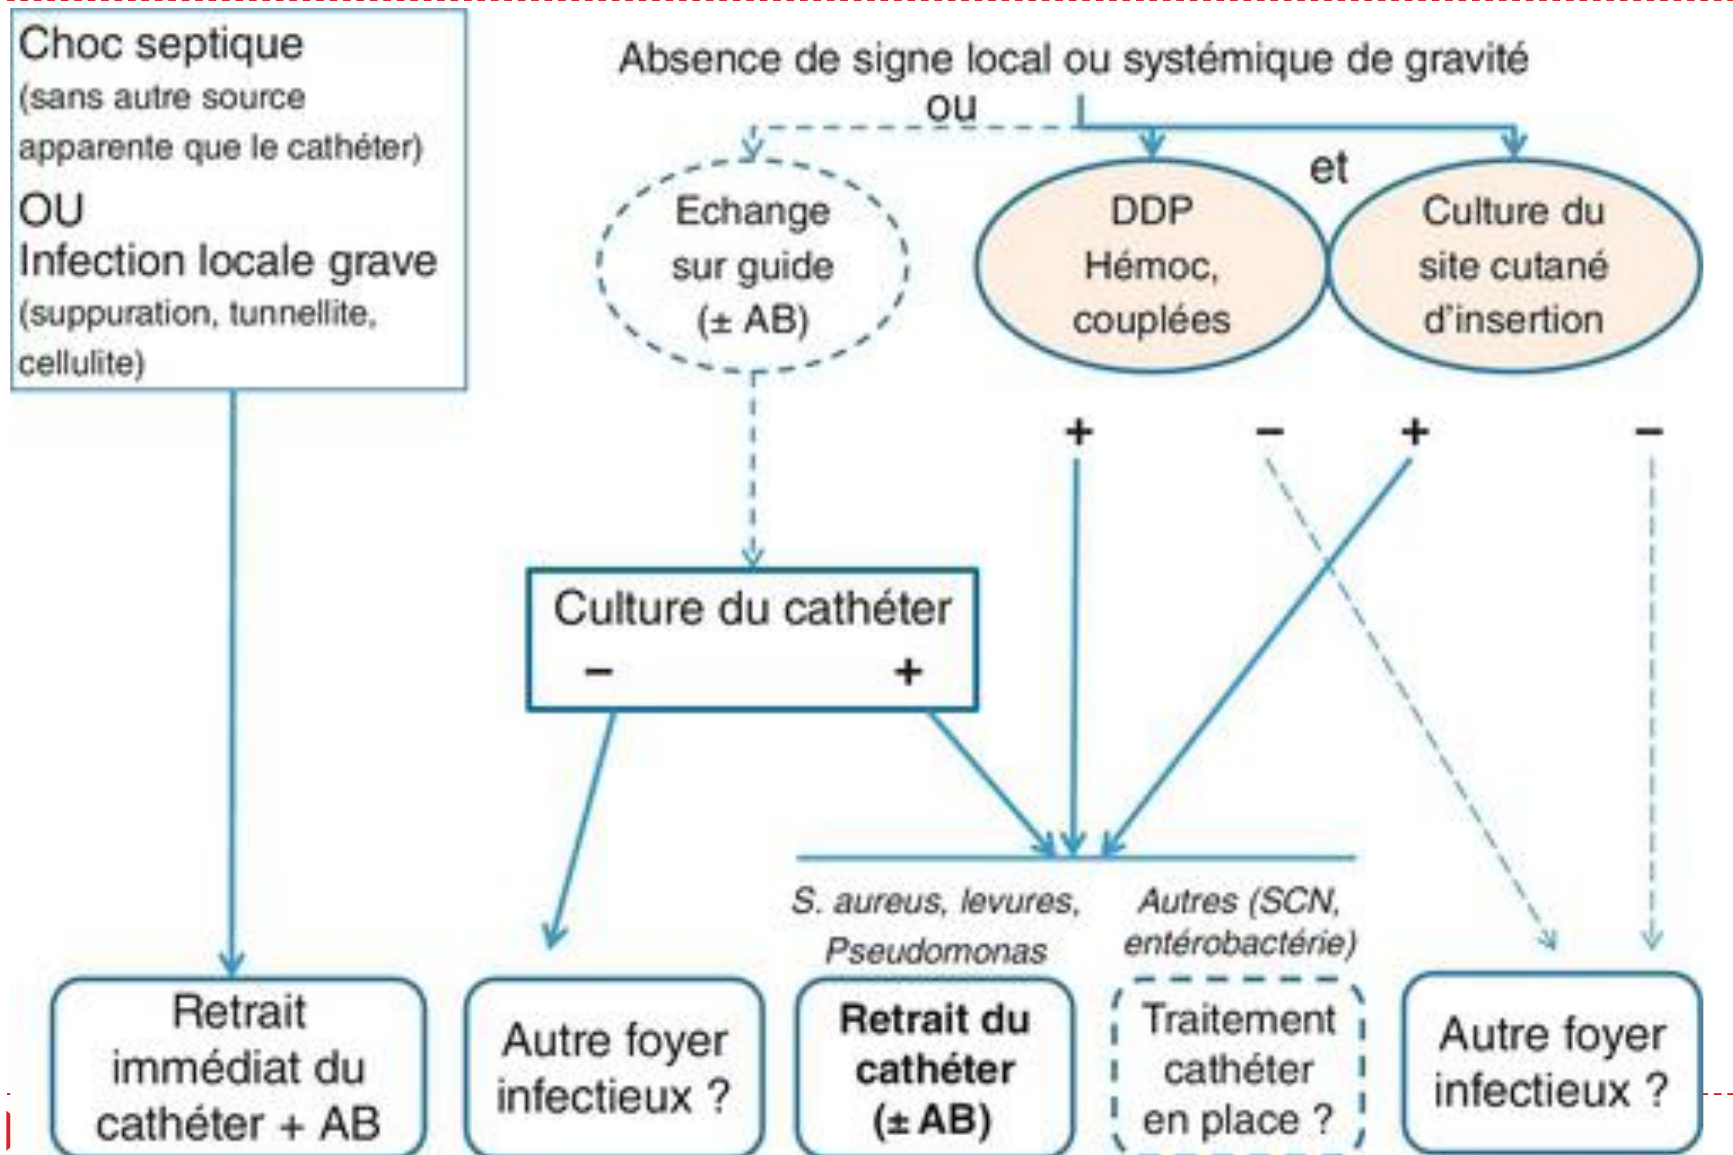 Choc septique
(sans autre source
apparente que le cathéter)
OU
Infection locale grave
(suppuration, tunnellite,
cellulite)
Absence de signe local ou systémique de gravité
ou
et
Echange
sur guide
(± AB)
DDP
Hémoc,
couplées
Culture du
site cutané
d'insertion
+ – + –
Culture du cathéter
– +
S. aureus, levures,
Pseudomonas
Autres (SCN,
entérobactérie)
Retrait
immédiat du
cathéter + AB
Autre foyer
infectieux ?
Retrait du
cathéter
(± AB)
Traitement
cathéter
en place ?
Autre foyer
infectieux ?